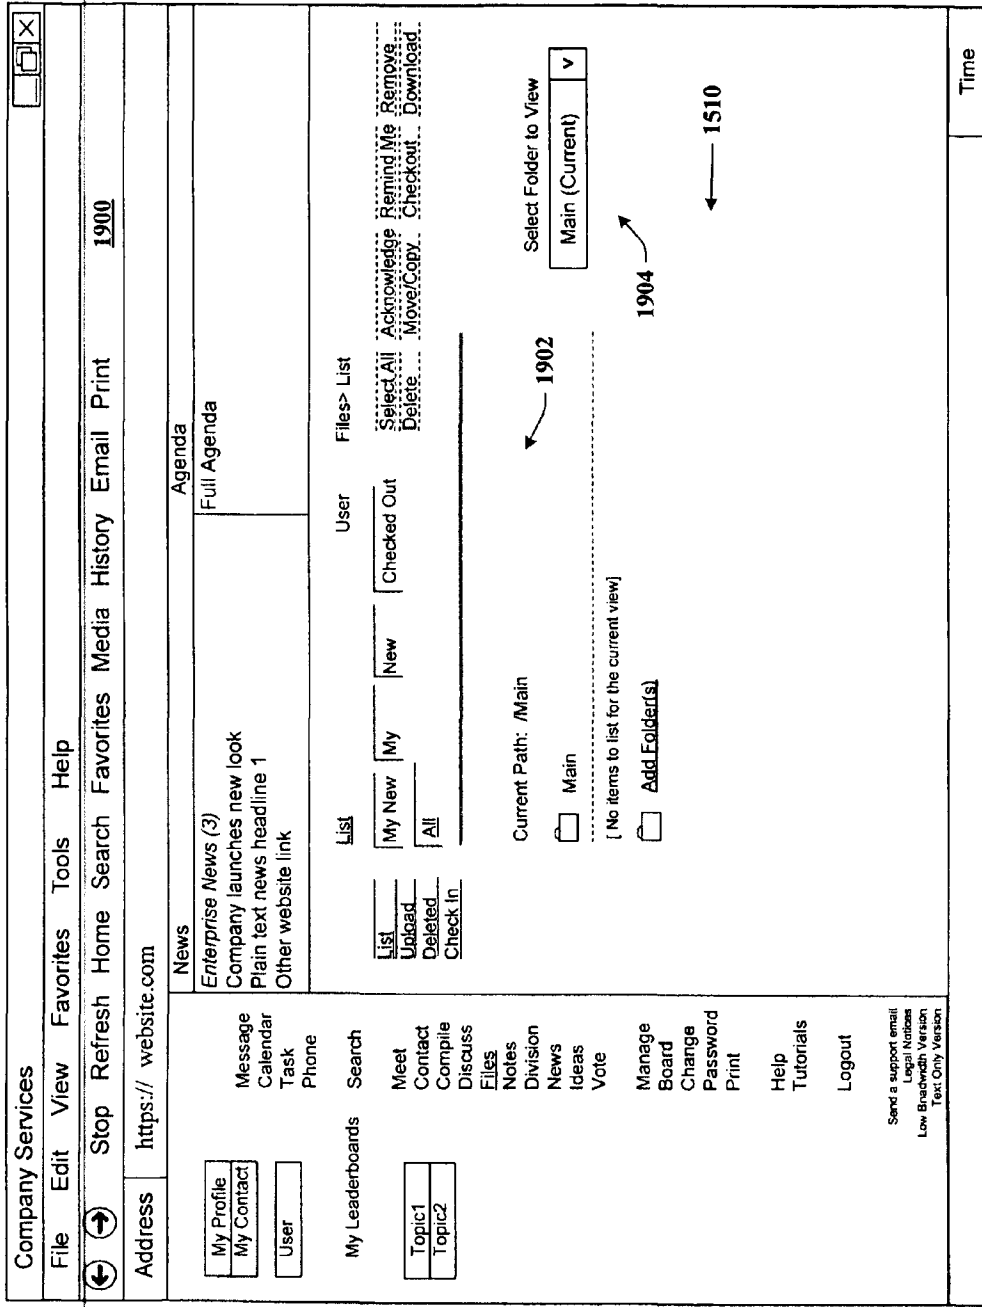 Company Services
File Edit View Favorites Tools Help
Stop Refresh Home Search Favorites Media History Email Print 1900
Address https:// website.com
My Profile
My Contact
User
My Leaderboards
Topic1
Topic2
Message
Calendar
Task
Phone
Search
Meet
Contact
Compile
Discuss
Files
Notes
Division
News
Ideas
Vote
Manage
Board
Change
Password
Print
Help
Tutorials
Logout
Send a support email
Legal Notices
Low Bnadwidth Version
Text Only Version
News Agenda
Enterprise News (3) Full Agenda
Company launches new look
Plain text news headline 1
Other website link
List User Files> List
List My New My New Checked Out Select All Acknowledge Remind Me Remove
Upload All Delete Move/Copy Checkout Download
Deleted
Check In
Current Path: /Main 1902 Select Folder to View
Main Main (Current) v
[ No items to list for the current view]
Add Folder(s) 1904
1510
Time